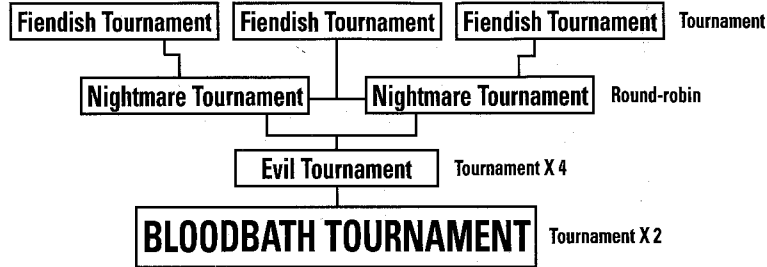 Fiendish Tournament Fiendish Tournament Fiendish Tournament Tournament
Nightmare Tournament Nightmare Tournament Round-robin
Evil Tournament Tournament X 4
BLOODBATH TOURNAMENT Tournament X 2